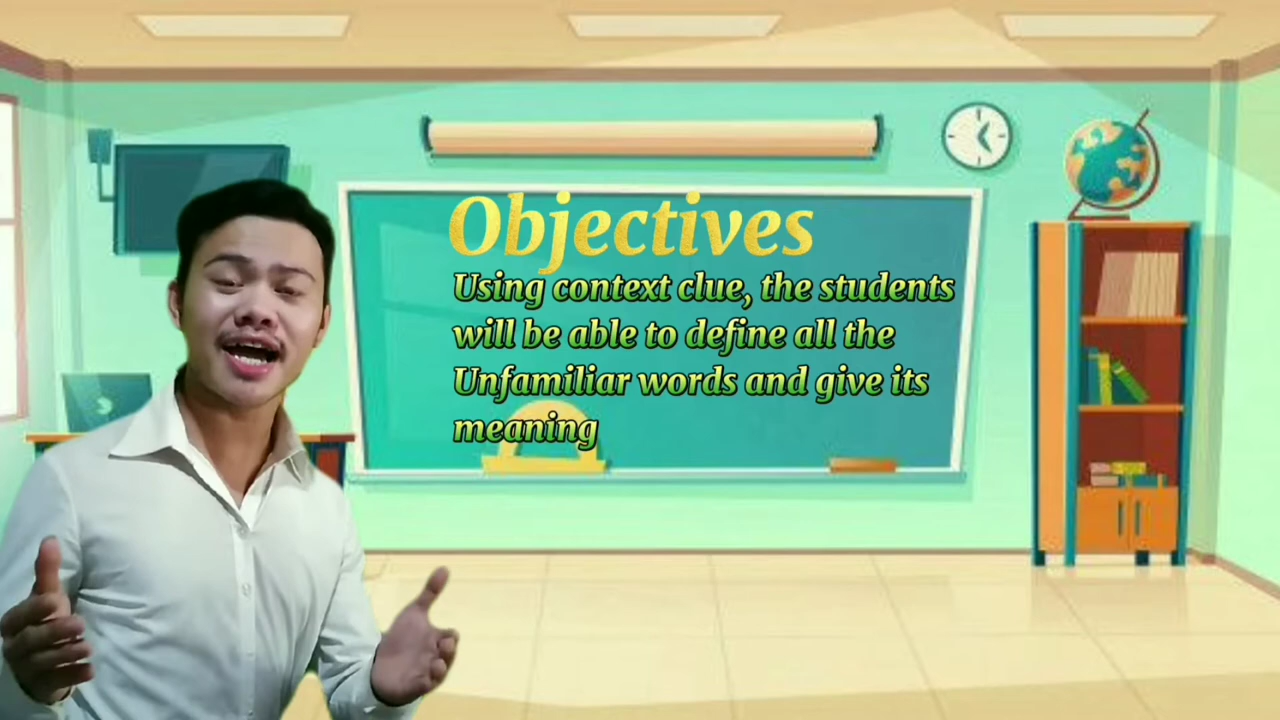 Objectives
Using context clue, the students
will be able to define all the
Unfamiliar words and give its
meaning